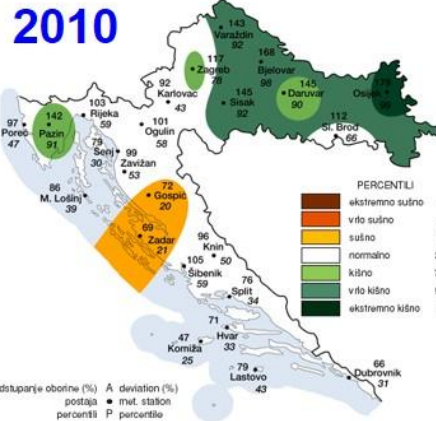 2010
143
Varaždin
92
117
Zagreb
78
168
Bjelovar
98
92
Karlovac
43
145
Sisak
92
145
Daruvar
90
Osijek
112
Sl. Brod
66
97
Poreč
47
142
Pazin
91
103
Rijeka
59
101
Ogulin
58
79
Senj
30
99
Zavižan
53
86
M. Lošinj
39
72
Gospić
20
69
Zadar
21
96
Knin
50
105
Šibenik
59
76
Split
34
71
Hvar
33
47
Komiža
25
79
Lastovo
43
66
Dubrovnik
31
PERCENTILI
ekstremno sušno
vrlo sušno
sušno
normalno
kišno
vrlo kišno
ekstremno kišno
dstupanje oborine (%) A deviation (%)
postaja ● met. station
percentili P percentile